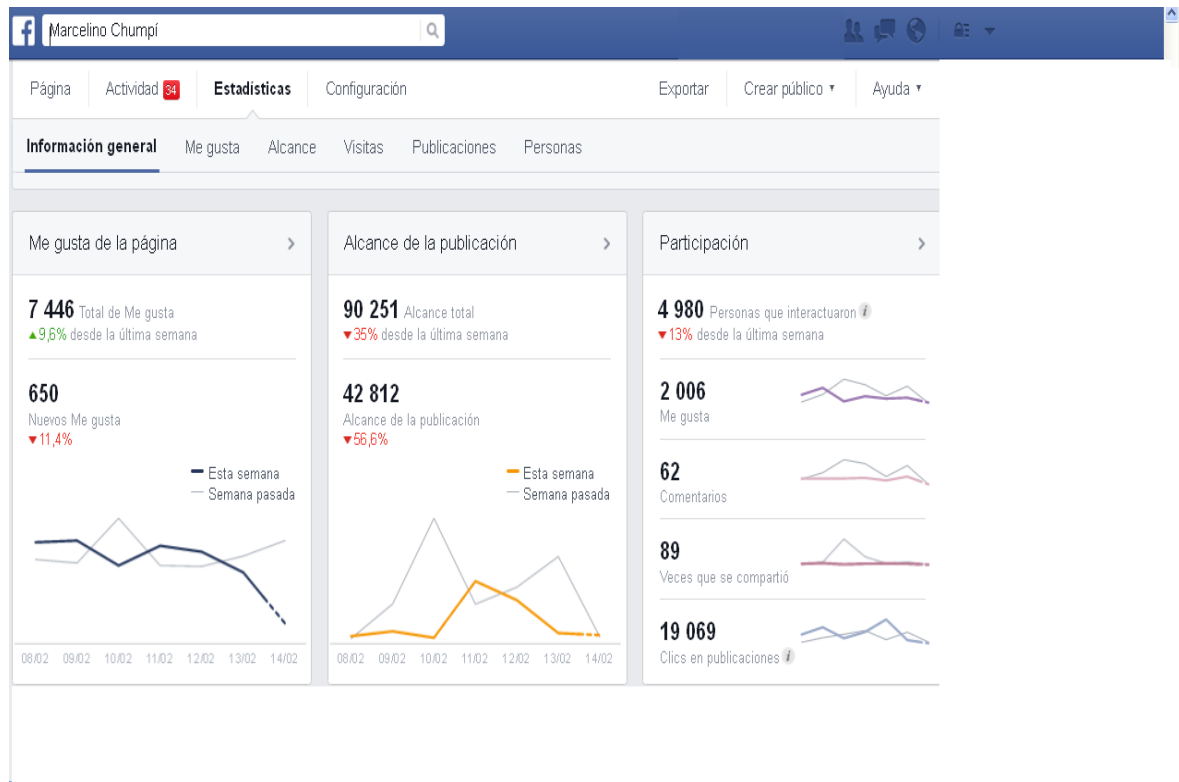 f Marcelino Chumpí
Página Actividad 34 Estadísticas Configuración Exportar Crear público Ayuda
Información general Me gusta Alcance Visitas Publicaciones Personas
Me gusta de la página
7 446 Total de Me gusta
9,6% desde la última semana
650
Nuevos Me gusta
11,4%
Esta semana
Semana pasada
08/02 09/02 10/02 11/02 12/02 13/02 14/02
Alcance de la publicación
90 251 Alcance total
35% desde la última semana
42 812
Alcance de la publicación
56,6%
Esta semana
Semana pasada
08/02 09/02 10/02 11/02 12/02 13/02 14/02
Participación
4 980 Personas que interactuaron i
13% desde la última semana
2 006
Me gusta
62
Comentarios
89
Veces que se compartió
19 069
Clics en publicaciones i